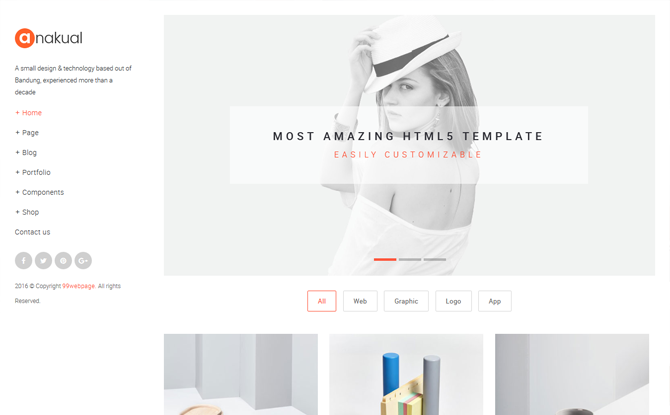 anakual
A small design & technology based out of
Bandung, experienced more than a
decade
+ Home
+ Page
+ Blog
+ Portfolio
+ Components
+ Shop
Contact us
2016 © Copyright 99webpage. All rights
Reserved.
MOST AMAZING HTML5 TEMPLATE
EASILY CUSTOMIZABLE
All Web Graphic Logo App